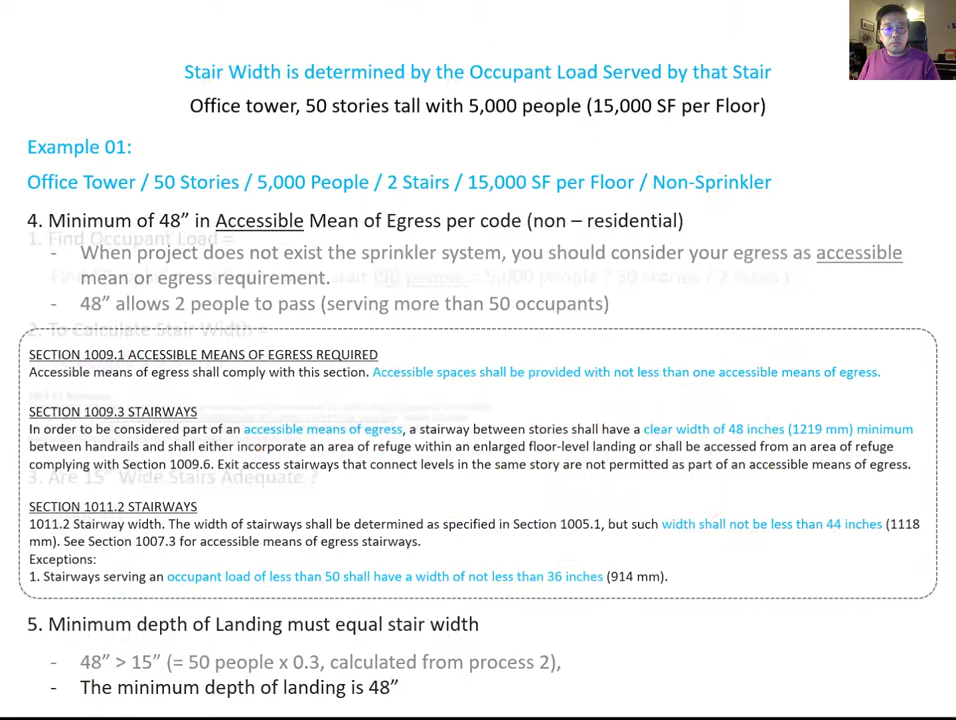 Stair Width is determined by the Occupant Load Served by that Stair
Office tower, 50 stories tall with 5,000 people (15,000 SF per Floor)
Example 01:
Office Tower / 50 Stories / 5,000 People / 2 Stairs / 15,000 SF per Floor / Non-Sprinkler
4. Minimum of 48” in Accessible Mean of Egress per code (non – residential)
1. Find Occupant Load =
- When project does not exist the sprinkler system, you should consider your egress as accessible
mean or egress requirement.
- 48” allows 2 people to pass (serving more than 50 occupants)
2. To Calculate Stair Width =
SECTION 1009.1 ACCESSIBLE MEANS OF EGRESS REQUIRED
Accessible means of egress shall comply with this section. Accessible spaces shall be provided with not less than one accessible means of egress.
SECTION 1009.3 STAIRWAYS
In order to be considered part of an accessible means of egress, a stairway between stories shall have a clear width of 48 inches (1219 mm) minimum
between handrails and shall either incorporate an area of refuge within an enlarged floor-level landing or shall be accessed from an area of refuge
complying with Section 1009.6. Exit access stairways that connect levels in the same story are not permitted as part of an accessible means of egress.
3. Are 15” Wide Stairs Adequate ?
SECTION 1011.2 STAIRWAYS
1011.2 Stairway width. The width of stairways shall be determined as specified in Section 1005.1, but such width shall not be less than 44 inches (1118
mm). See Section 1007.3 for accessible means of egress stairways.
Exceptions:
1. Stairways serving an occupant load of less than 50 shall have a width of not less than 36 inches (914 mm).
5. Minimum depth of Landing must equal stair width
- 48” > 15” (= 50 people x 0.3, calculated from process 2),
- The minimum depth of landing is 48”